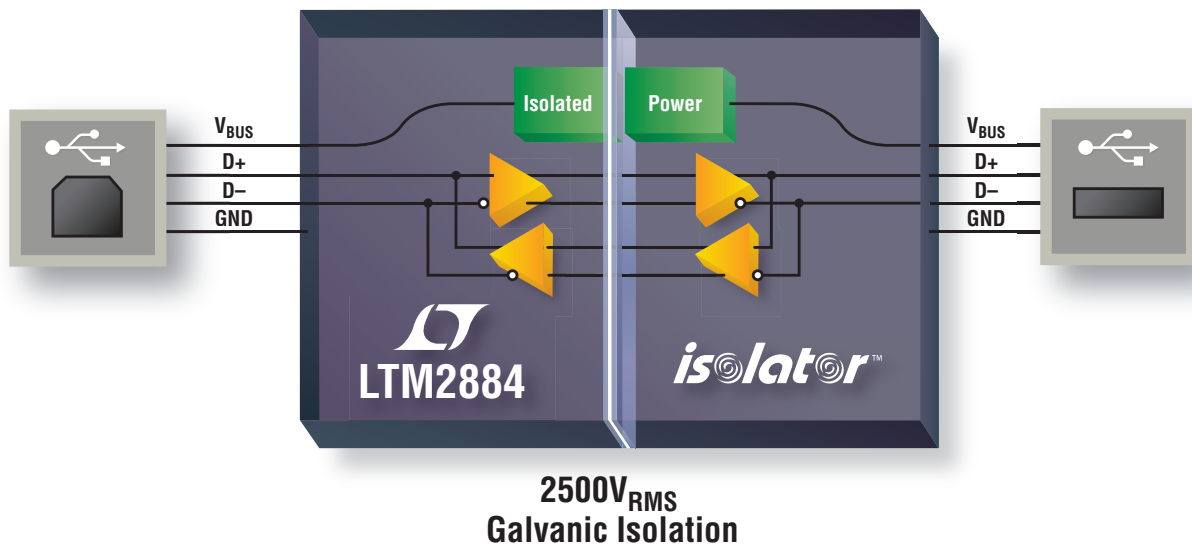 Isolated Power
VBUS
D+
D–
GND
VBUS
D+
D–
GND
LTM2884
isolator™
2500VRMS
Galvanic Isolation